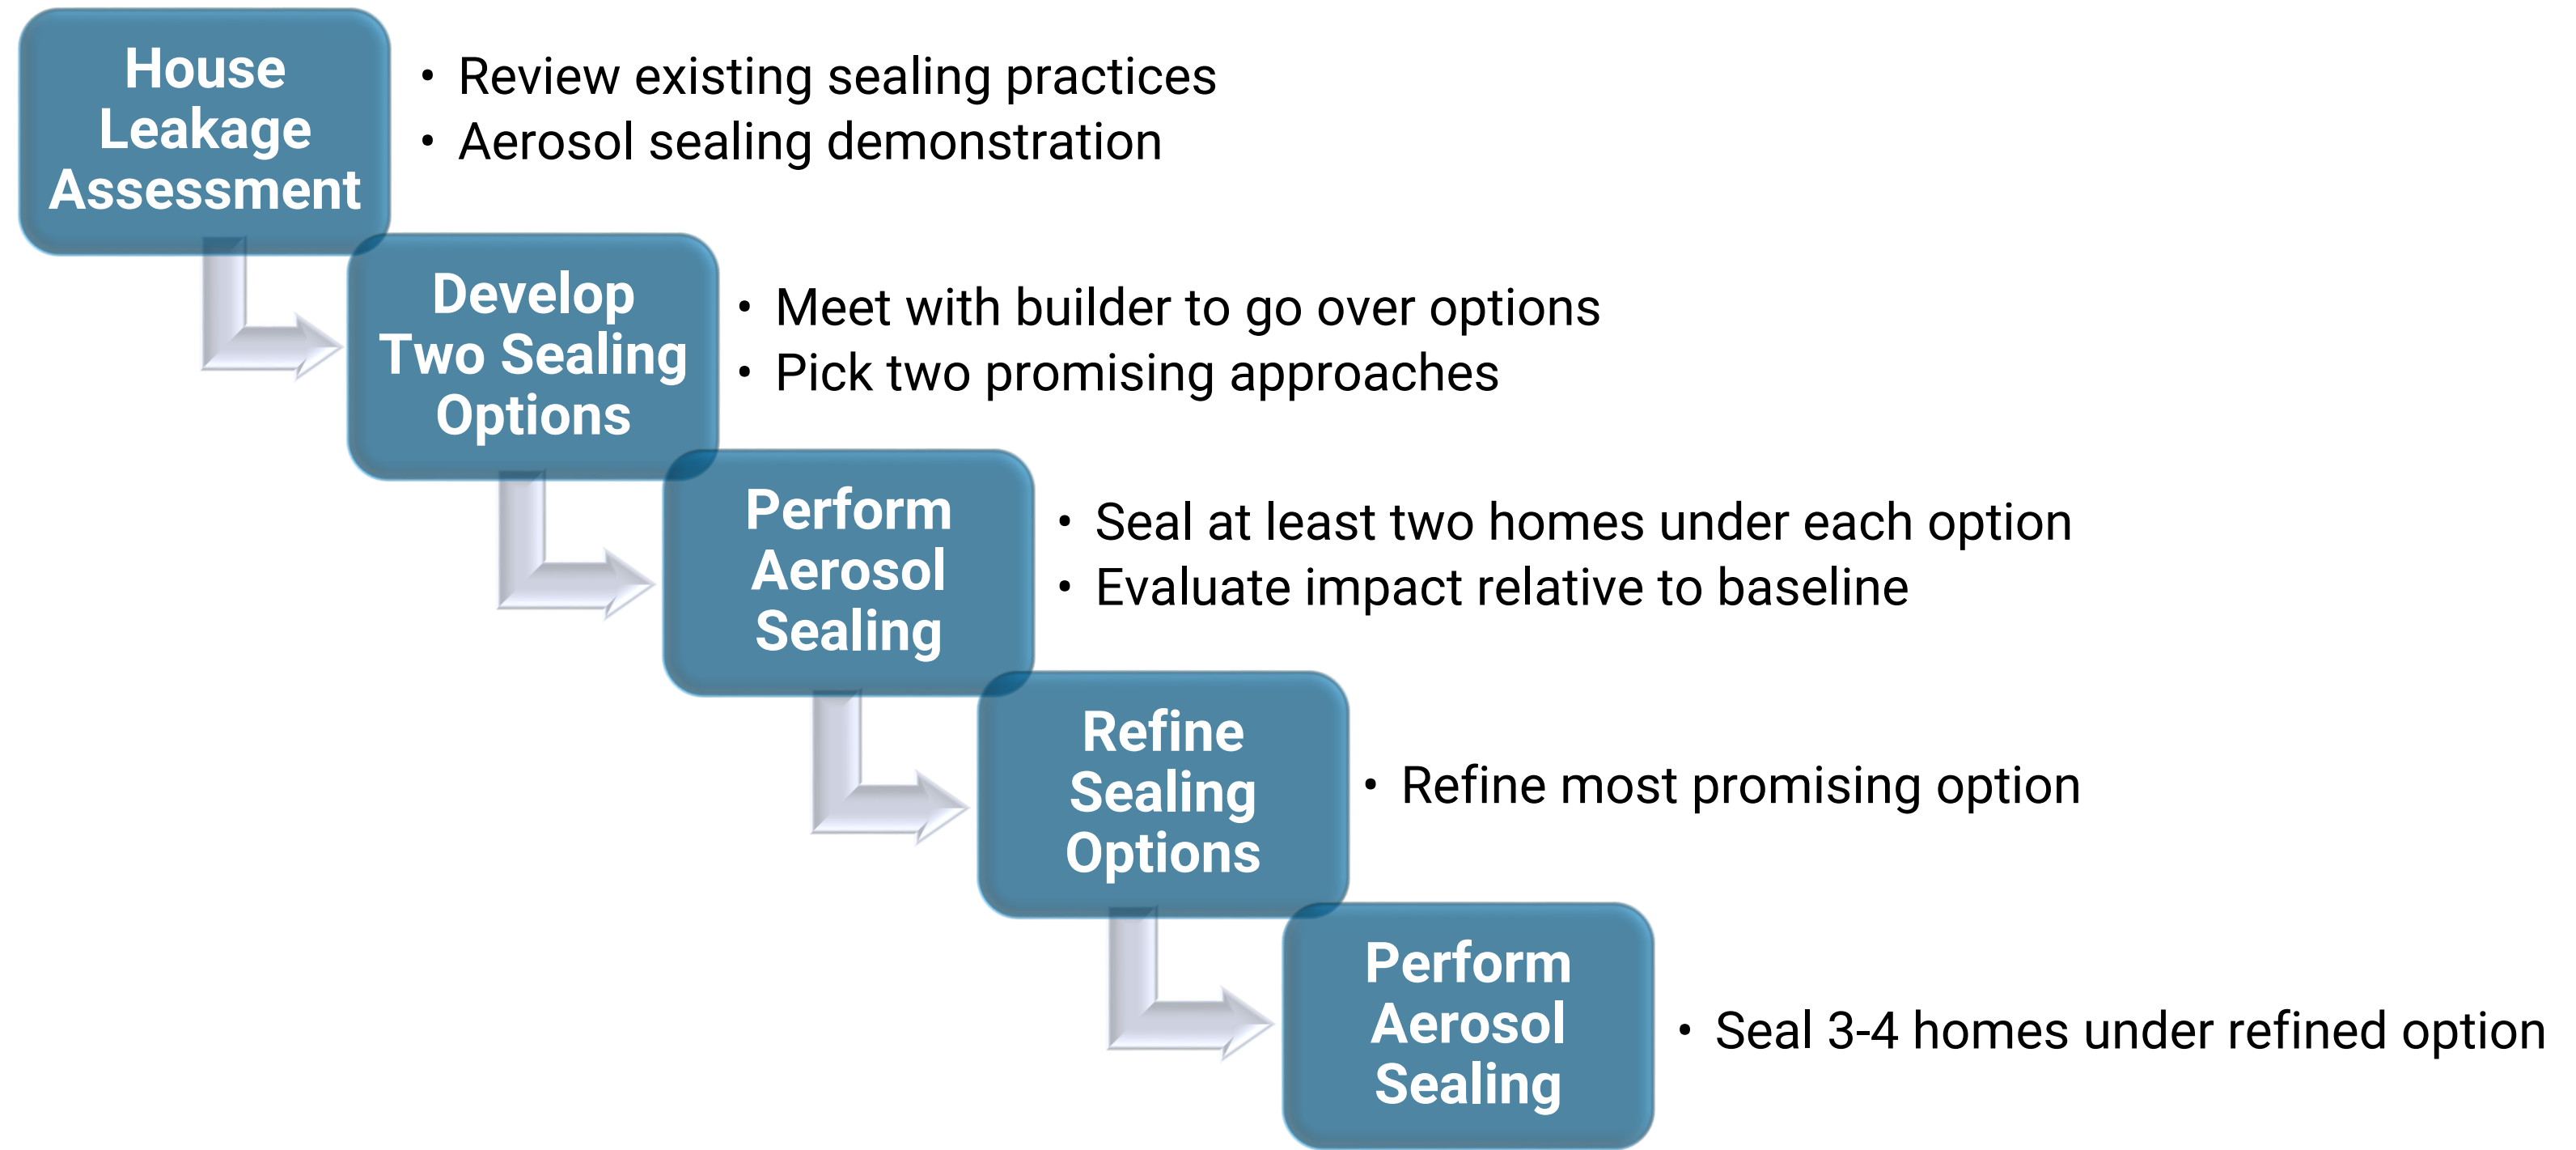 House
Leakage
Assessment
• Review existing sealing practices
• Aerosol sealing demonstration
Develop
Two Sealing
Options
• Meet with builder to go over options
• Pick two promising approaches
Perform
Aerosol
Sealing
• Seal at least two homes under each option
• Evaluate impact relative to baseline
Refine
Sealing
Options
• Refine most promising option
Perform
Aerosol
Sealing
• Seal 3-4 homes under refined option